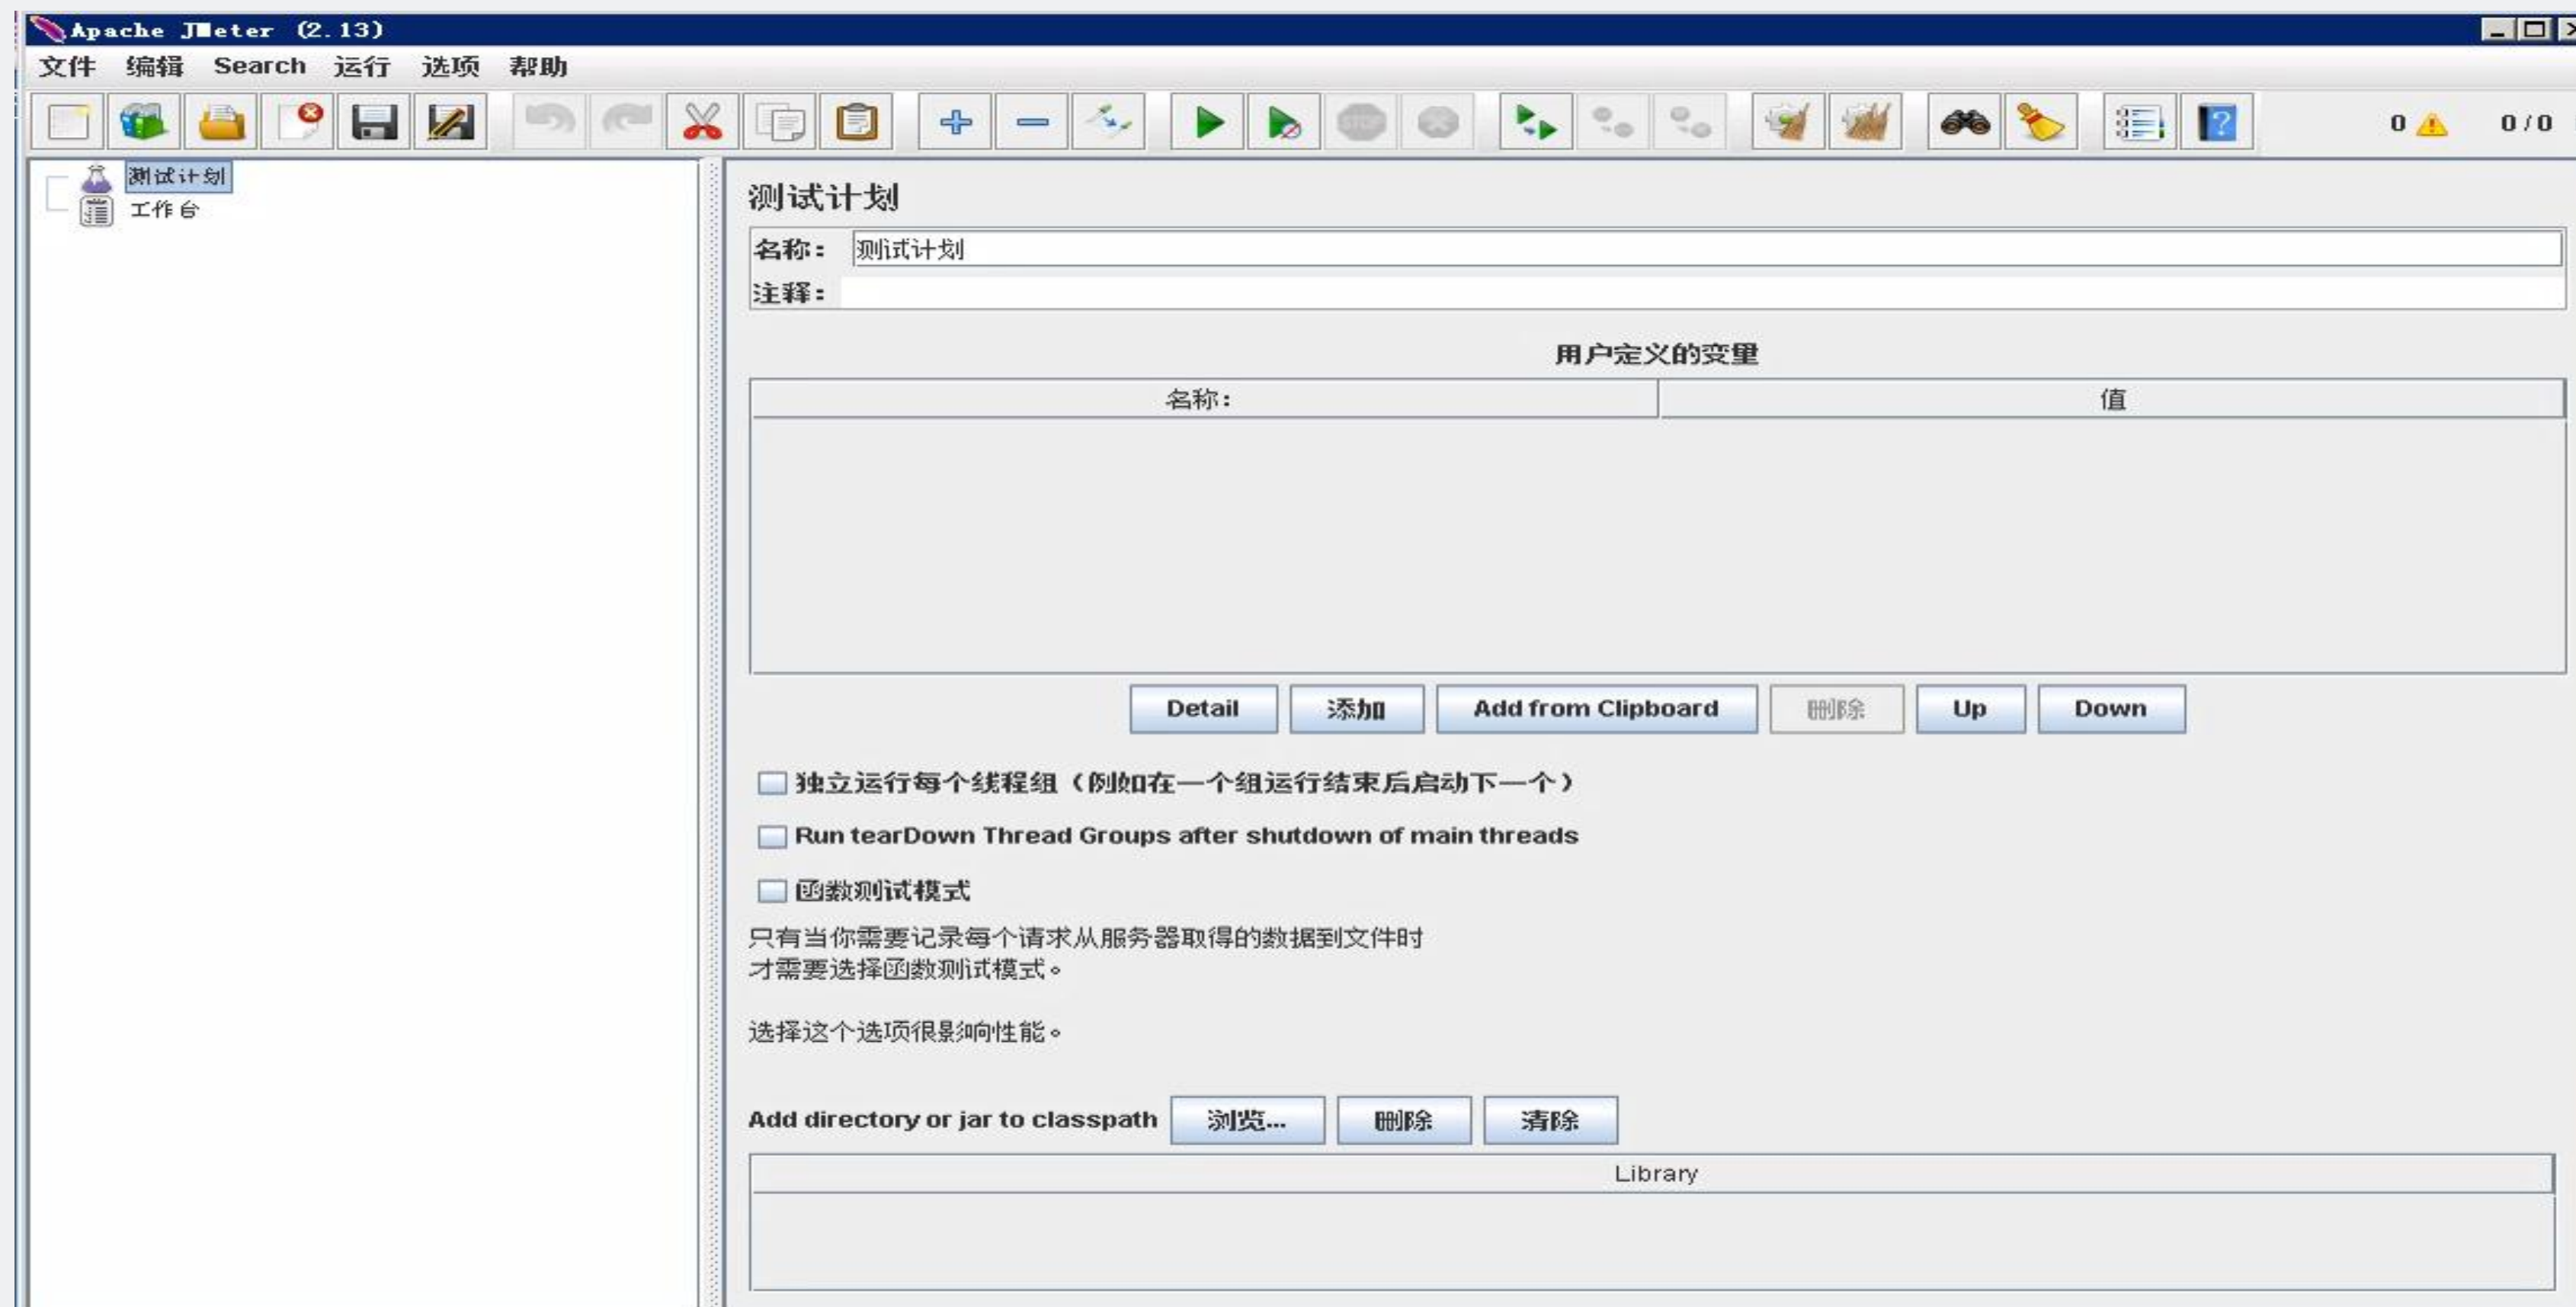 Apache JMeter (2.13)
文件 编辑 Search 运行 选项 帮助
STOP
?
0 0/0
测试计划
工作台
测试计划
名称： 测试计划
注释：
用户定义的变量
名称: 值
Detail 添加 Add from Clipboard 删除 Up Down
独立运行每个线程组（例如在一个组运行结束后启动下一个）
Run tearDown Thread Groups after shutdown of main threads
函数测试模式
只有当你需要记录每个请求从服务器取得的数据到文件时
才需要选择函数测试模式。
选择这个选项很影响性能。
Add directory or jar to classpath 浏览... 删除 清除
Library